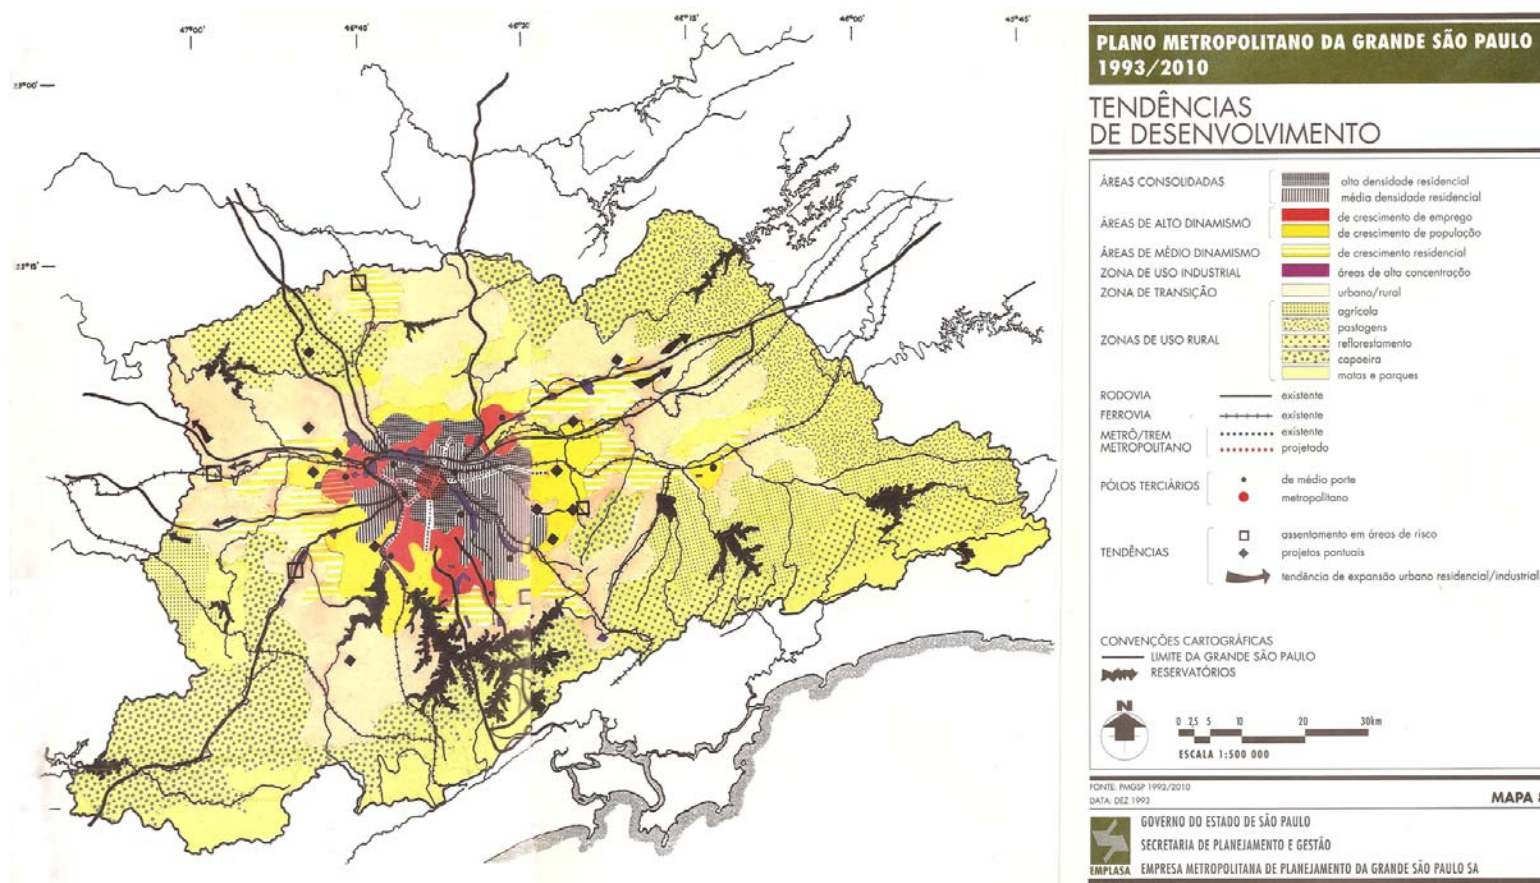 47°00'
46°45'
46°30'
46°15'
46°00'
45°45'
23°00'
23°15'
PLANO METROPOLITANO DA GRANDE SÃO PAULO
1993/2010
TENDÊNCIAS
DE DESENVOLVIMENTO
ÁREAS CONSOLIDADAS
alta densidade residencial
média densidade residencial
ÁREAS DE ALTO DINAMISMO
de crescimento de emprego
de crescimento de população
ÁREAS DE MÉDIO DINAMISMO
de crescimento residencial
ZONA DE USO INDUSTRIAL
áreas de alta concentração
ZONA DE TRANSIÇÃO
urbano/rural
ZONAS DE USO RURAL
agrícola
pastagens
reflorestamento
capoeira
matas e parques
RODOVIA
existente
FERROVIA
existente
METRÔ/TREM
METROPOLITANO
existente
projetado
PÓLOS TERCIÁRIOS
de médio porte
metropolitano
TENDÊNCIAS
assentamento em áreas de risco
projetos pontuais
tendência de expansão urbano residencial/industrial
CONVENÇÕES CARTOGRÁFICAS
LIMITE DA GRANDE SÃO PAULO
RESERVATÓRIOS
N
0 2,5 5 10 20 30km
ESCALA 1:500 000
FONTE: PMGSP 1993/2010
DATA: DEZ 1993
MAPA
GOVERNO DO ESTADO DE SÃO PAULO
SECRETARIA DE PLANEJAMENTO E GESTÃO
EMPLASA
EMPRESA METROPOLITANA DE PLANEJAMENTO DA GRANDE SÃO PAULO SA